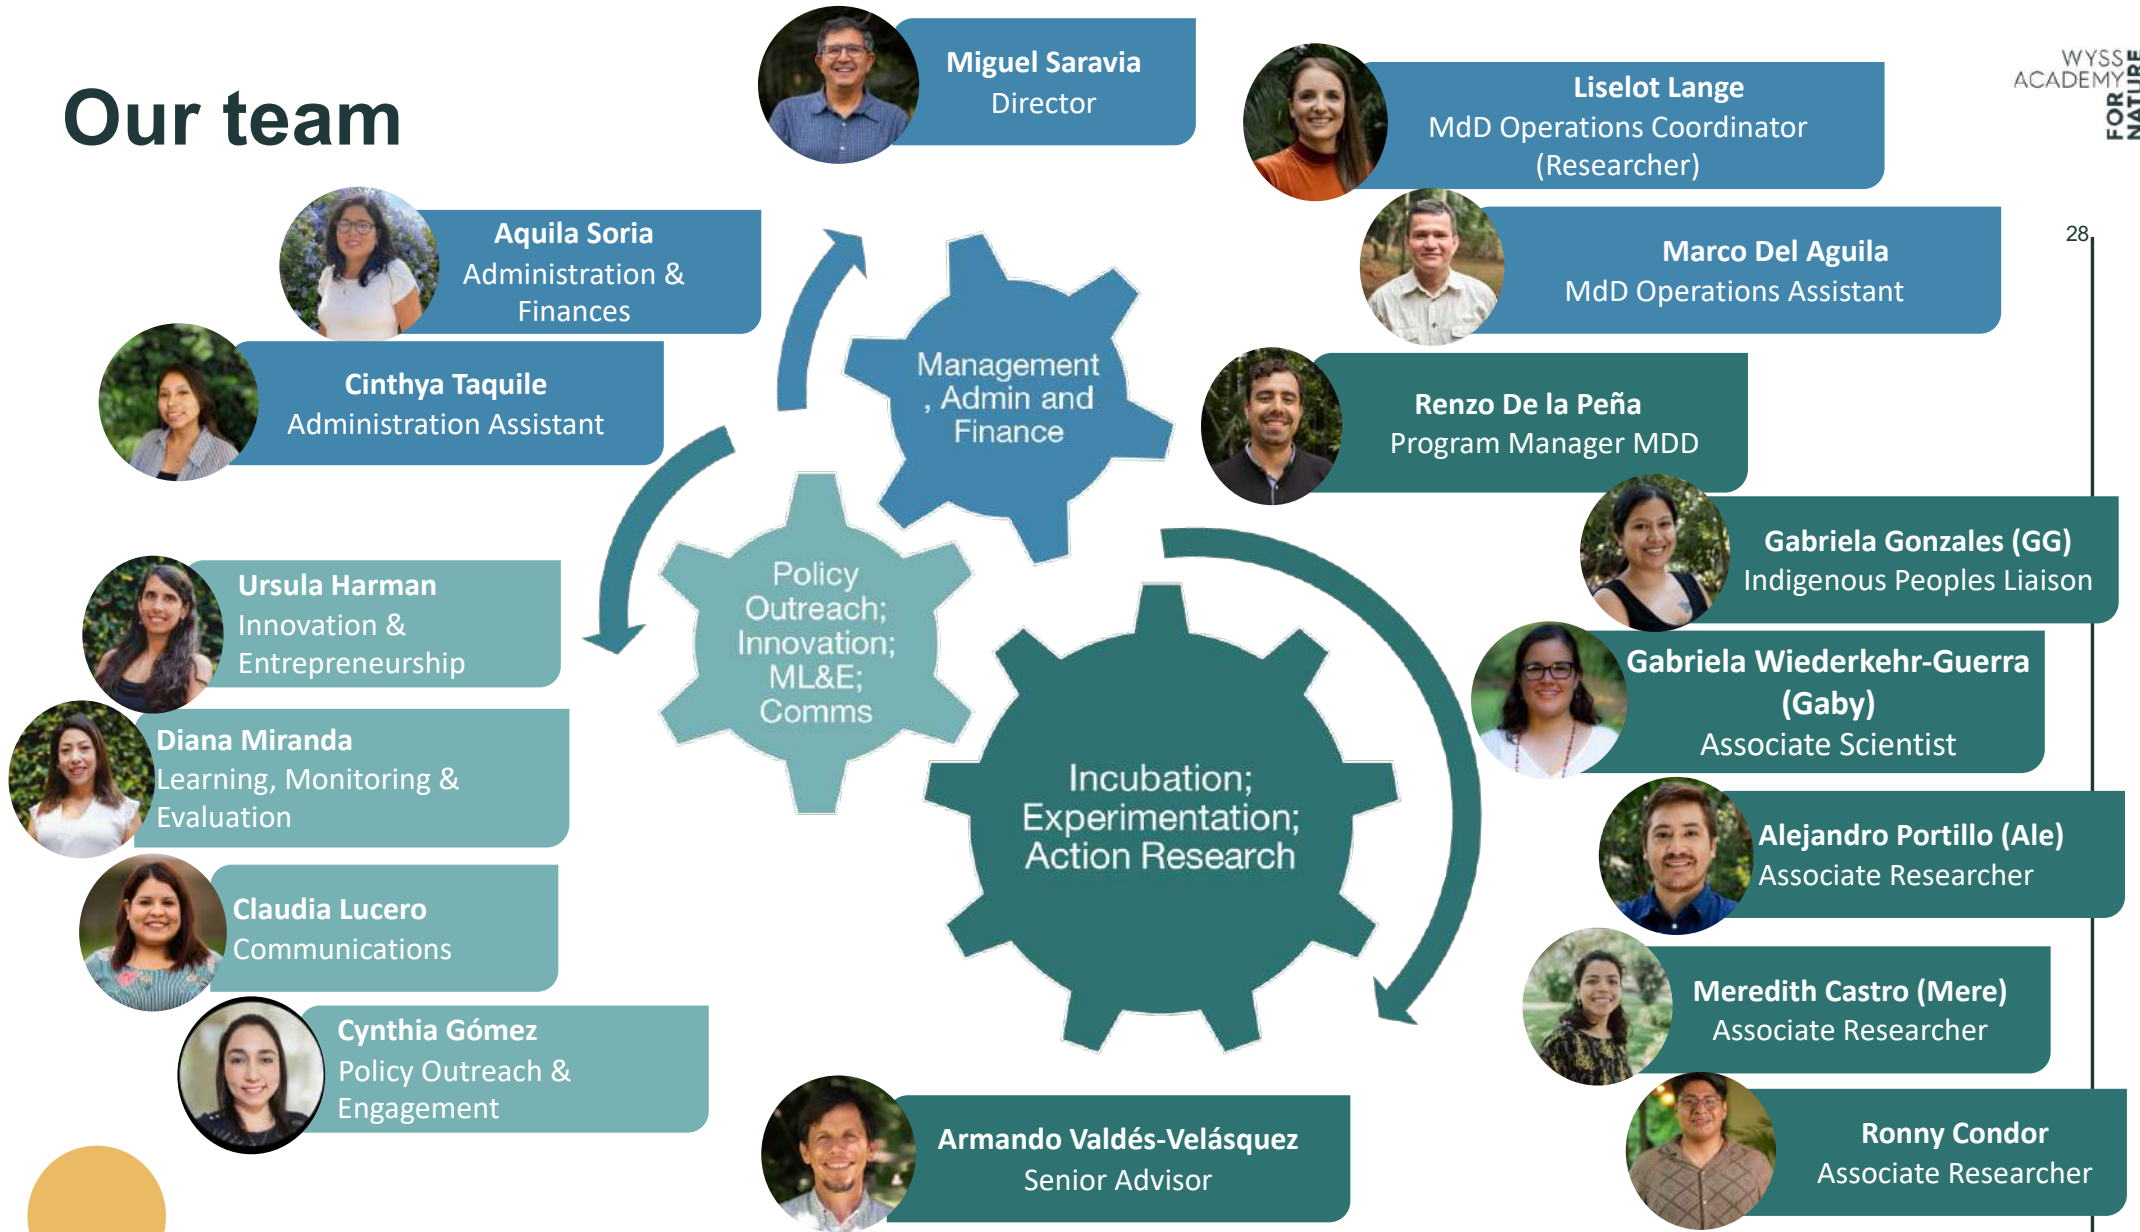 Our team
Miguel Saravia
Director
Liselot Lange
MdD Operations Coordinator
(Researcher)
WYSS
ACADEMY
FOR
NATURE
28
Aquila Soria
Administration &
Finances
Marco Del Aguila
MdD Operations Assistant
Cinthya Taquile
Administration Assistant
Management
, Admin and
Finance
Renzo De la Peña
Program Manager MDD
Gabriela Gonzales (GG)
Indigenous Peoples Liaison
Ursula Harman
Innovation &
Entrepreneurship
Policy
Outreach;
Innovation;
ML&E;
Comms
Gabriela Wiederkehr-Guerra
(Gaby)
Associate Scientist
Diana Miranda
Learning, Monitoring &
Evaluation
Incubation;
Experimentation;
Action Research
Alejandro Portillo (Ale)
Associate Researcher
Claudia Lucero
Communications
Meredith Castro (Mere)
Associate Researcher
Cynthia Gómez
Policy Outreach &
Engagement
Armando Valdés-Velásquez
Senior Advisor
Ronny Condor
Associate Researcher